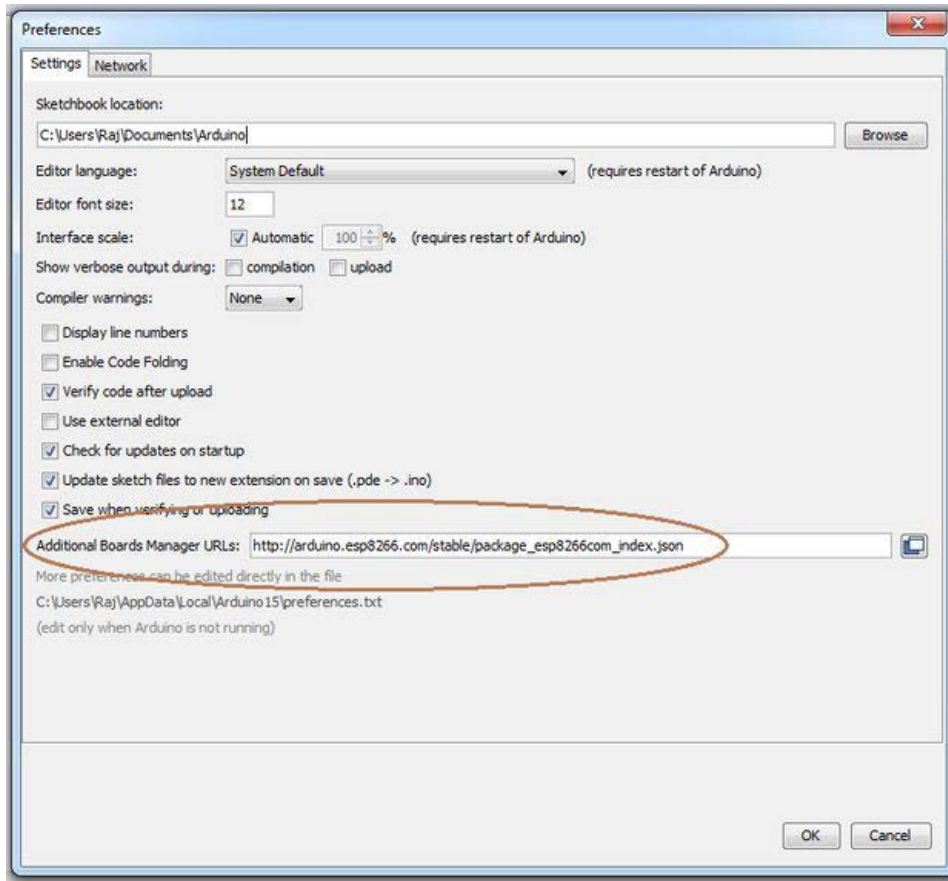 Preferences
Settings Network
Sketchbook location:
C:\Users\Raj\Documents\Arduino Browse
Editor language: System Default (requires restart of Arduino)
Editor font size: 12
Interface scale: Automatic 100 % (requires restart of Arduino)
Show verbose output during: compilation upload
Compiler warnings: None
Display line numbers
Enable Code Folding
Verify code after upload
Use external editor
Check for updates on startup
Update sketch files to new extension on save (.pde -> .ino)
Save when verifying or uploading
Additional Boards Manager URLs: http://arduino.esp8266.com/stable/package_esp8266com_index.json
More preferences can be edited directly in the file
C:\Users\Raj\AppData\Local\Arduino15\preferences.txt
(edit only when Arduino is not running)
OK Cancel